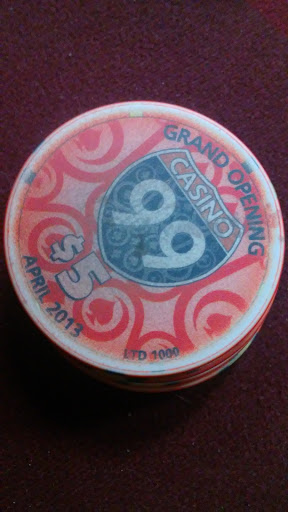 GRAND OPENING
CASINO
99
$5
APRIL 2013
LTD 1000